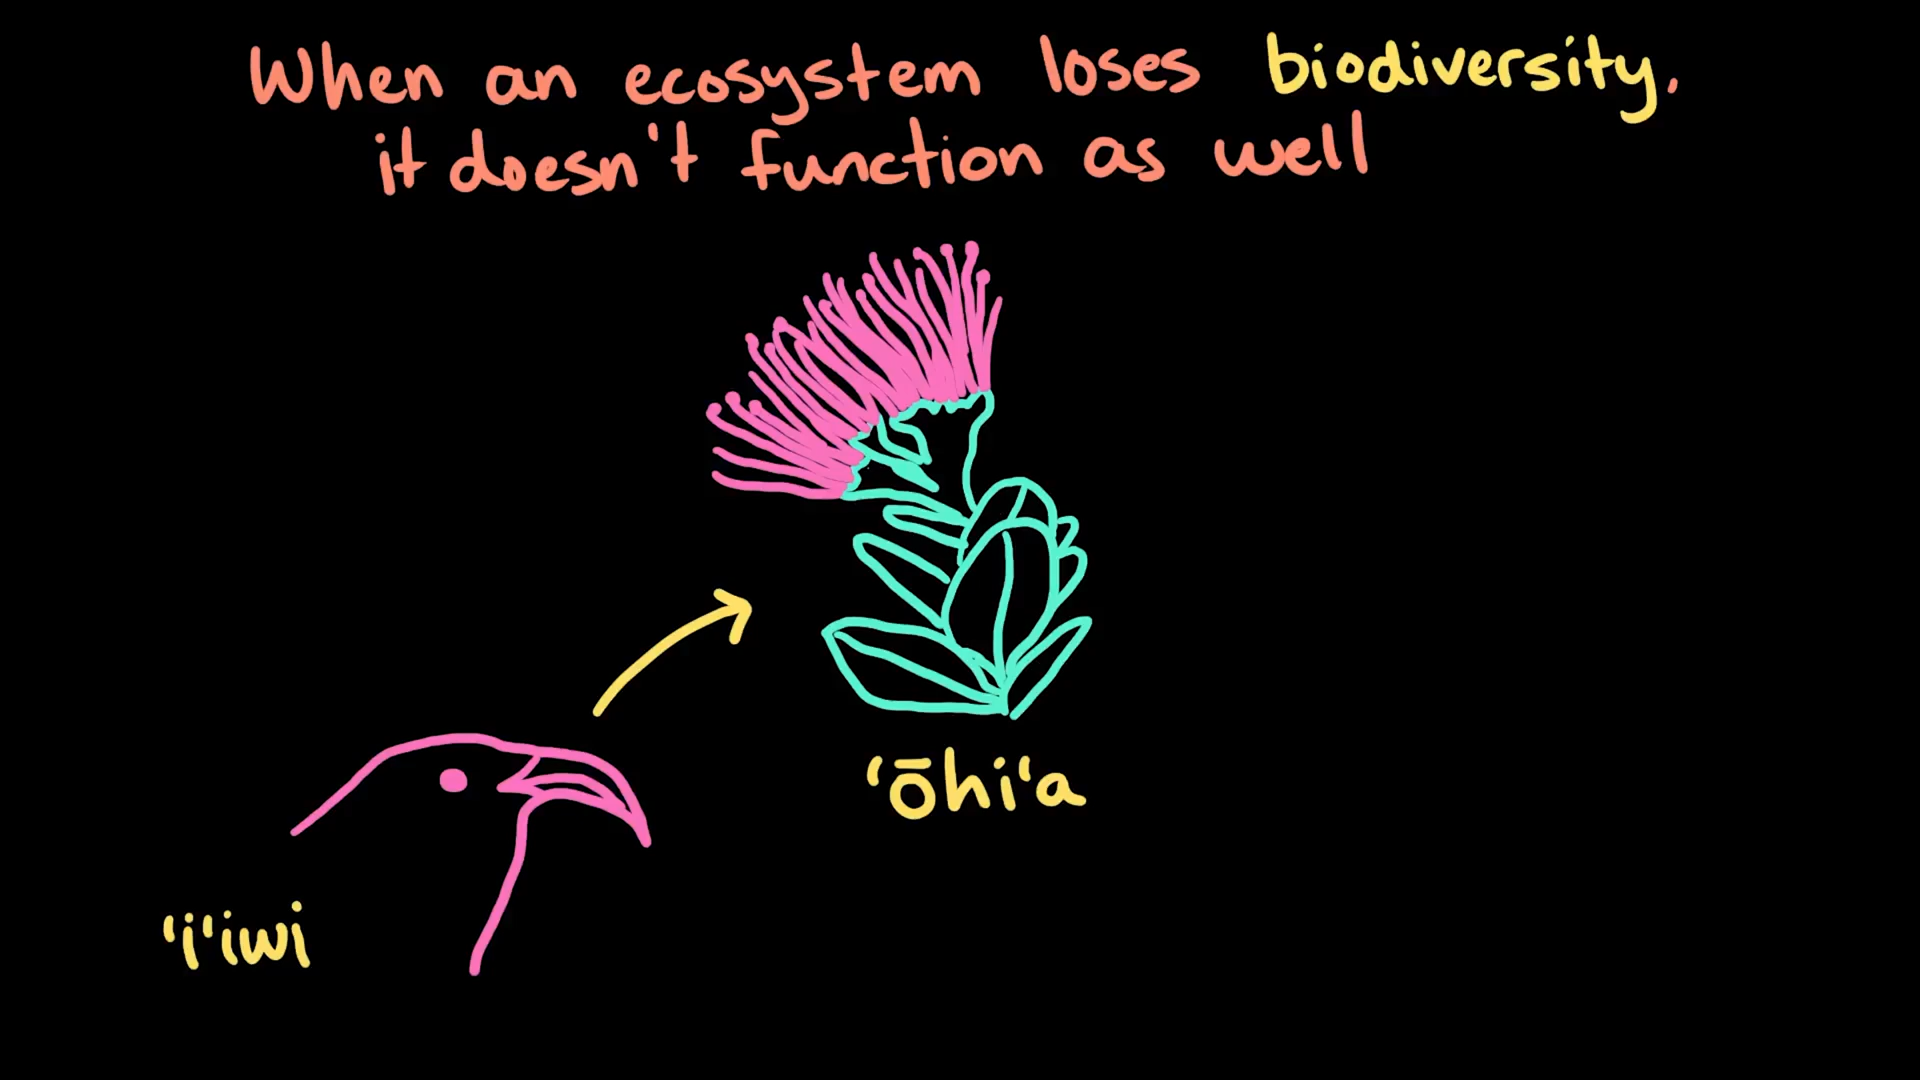 When an ecosystem loses biodiversity,
it doesn't function as well
ʻōhiʻa
ʻiʻiwi